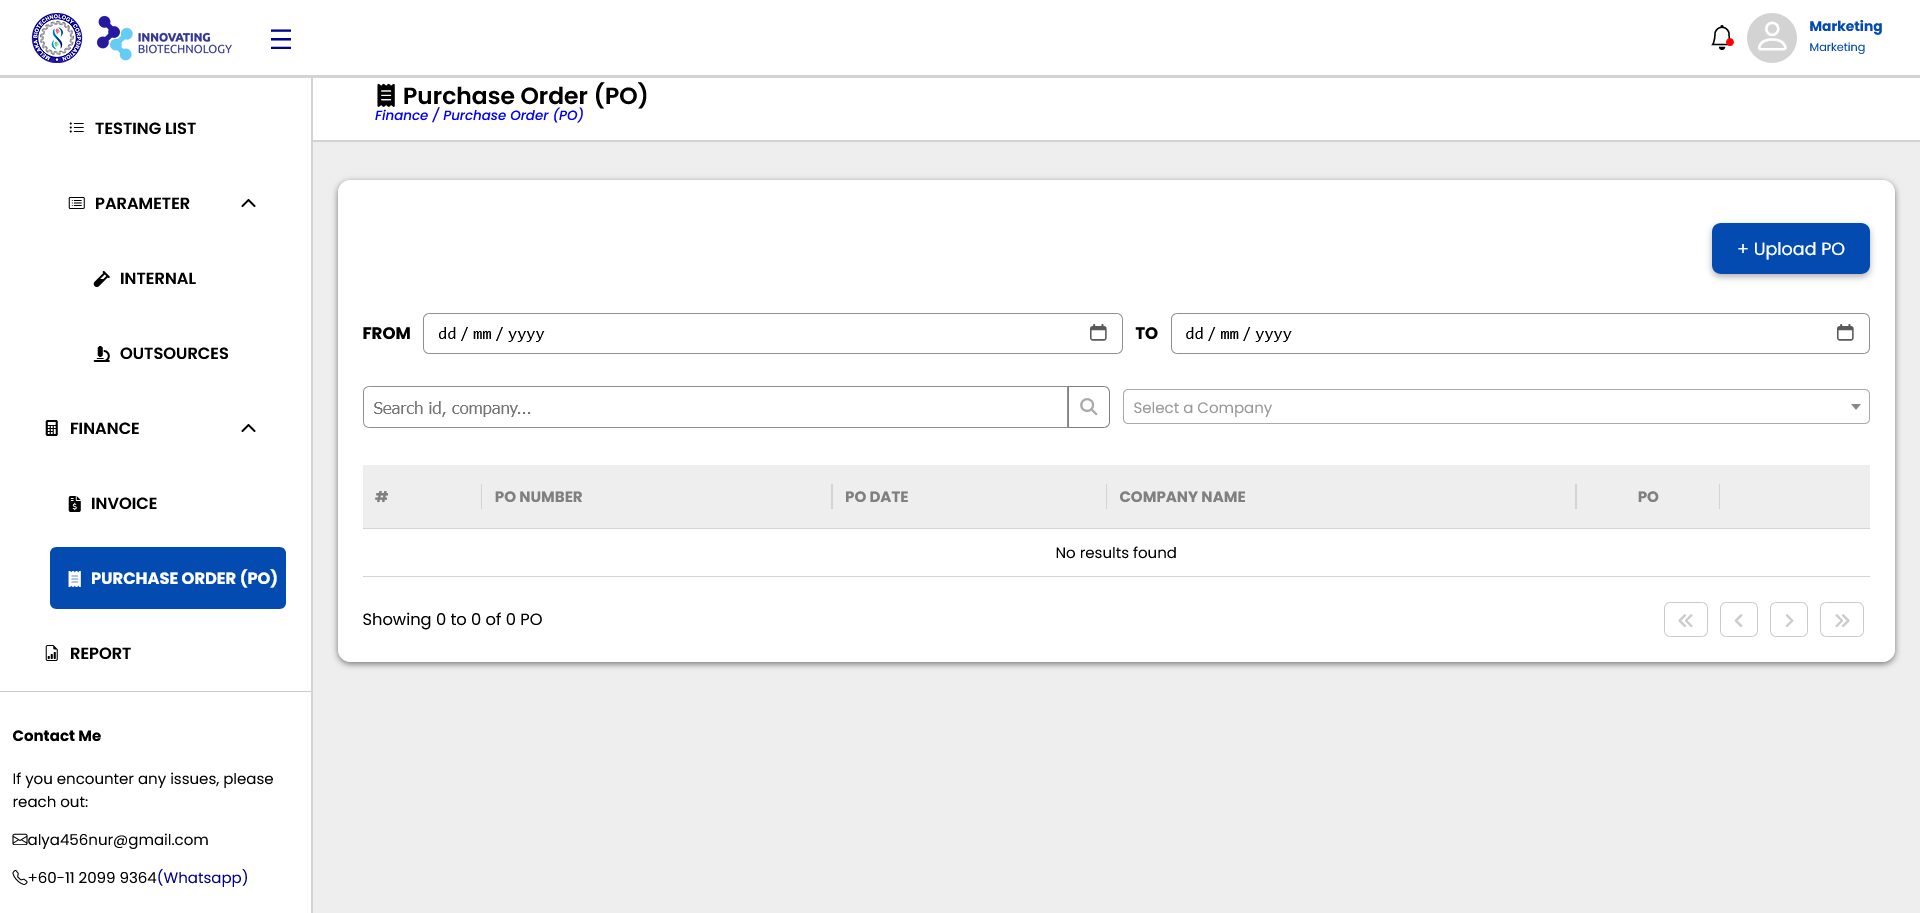 INNOVATING
BIOTECHNOLOGY
Marketing
Marketing
TESTING LIST
PARAMETER
INTERNAL
OUTSOURCES
FINANCE
INVOICE
PURCHASE ORDER (PO)
REPORT
Contact Me
If you encounter any issues, please
reach out:
alya456nur@gmail.com
+60-11 2099 9364(Whatsapp)
Purchase Order (PO)
Finance / Purchase Order (PO)
+ Upload PO
FROM dd / mm / yyyy TO dd / mm / yyyy
Search id, company... Select a Company
# PO NUMBER PO DATE COMPANY NAME PO
No results found
Showing 0 to 0 of 0 PO